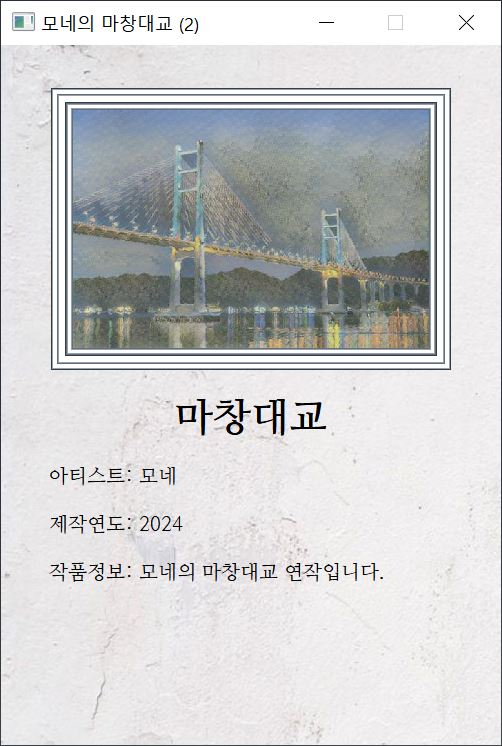 모네의 마창대교 (2)
마창대교
아티스트: 모네
제작연도: 2024
작품정보: 모네의 마창대교 연작입니다.